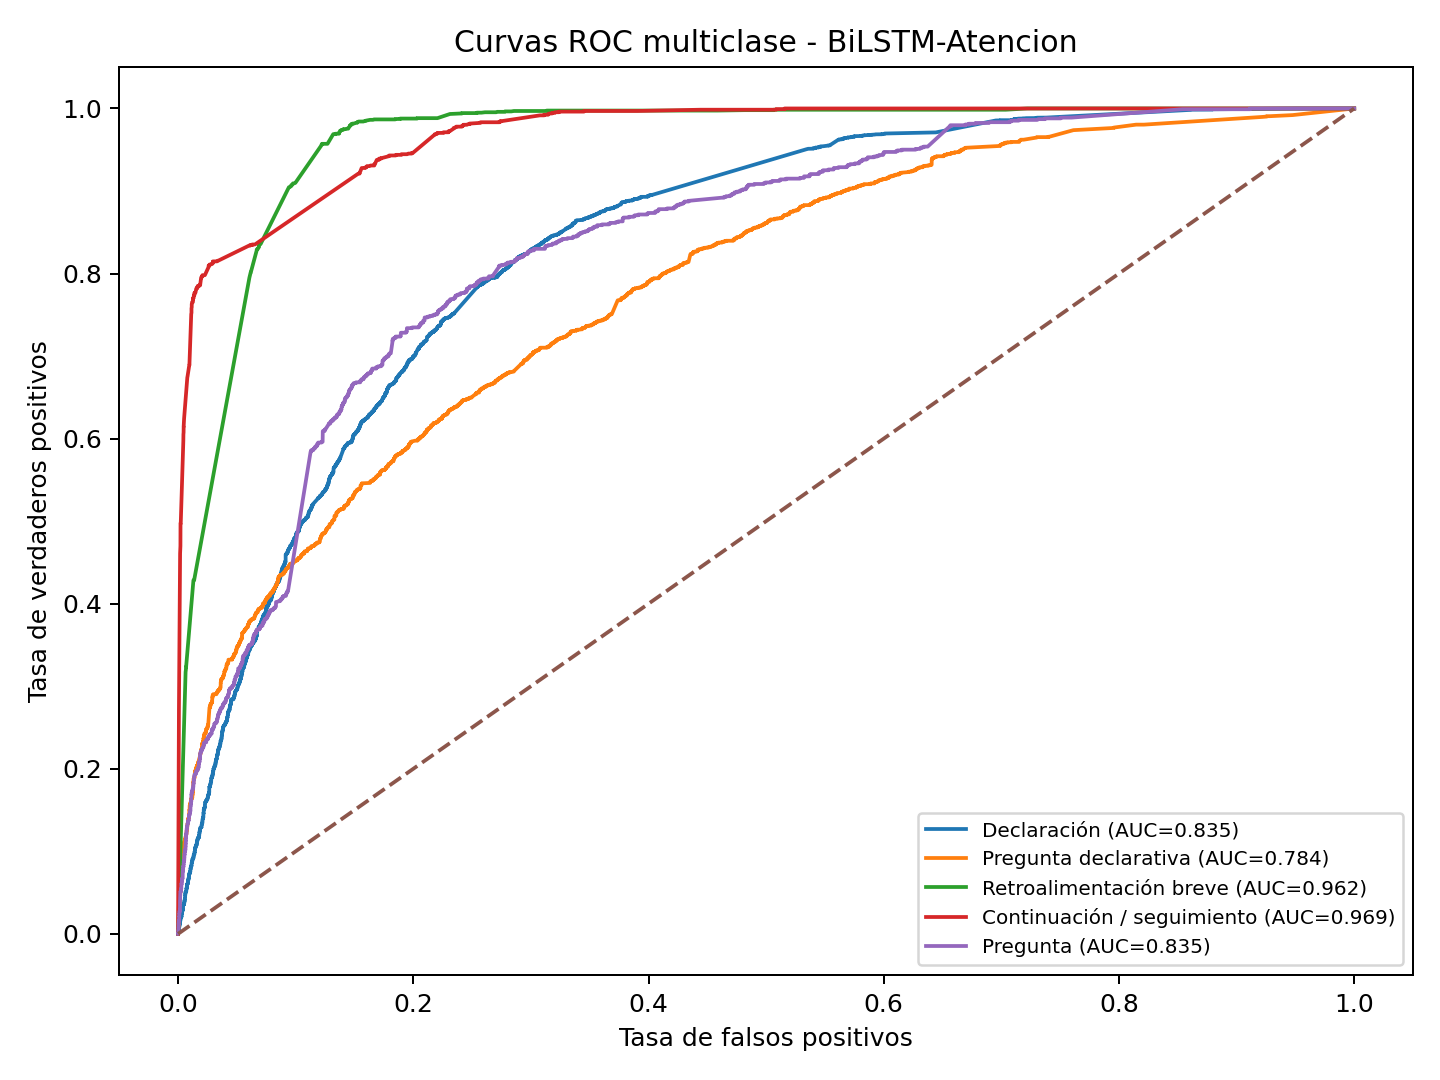 Curvas ROC multiclase - BiLSTM-Atencion
Tasa de verdaderos positivos
1.0
0.8
0.6
0.4
0.2
0.0
0.0 0.2 0.4 0.6 0.8 1.0
Tasa de falsos positivos
Declaración (AUC=0.835)
Pregunta declarativa (AUC=0.784)
Retroalimentación breve (AUC=0.962)
Continuación / seguimiento (AUC=0.969)
Pregunta (AUC=0.835)